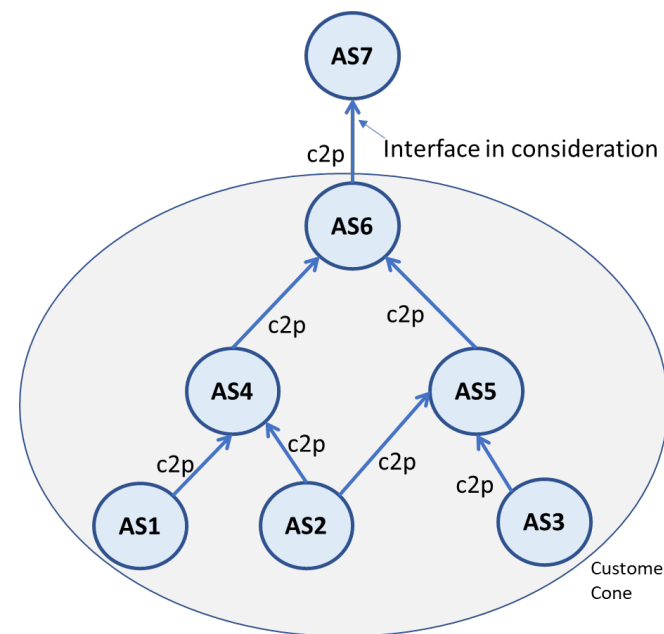 AS7
Interface in consideration
c2p
AS6
c2p
c2p
AS4
AS5
c2p
c2p
c2p
c2p
AS1
AS2
AS3
Custome
Cone